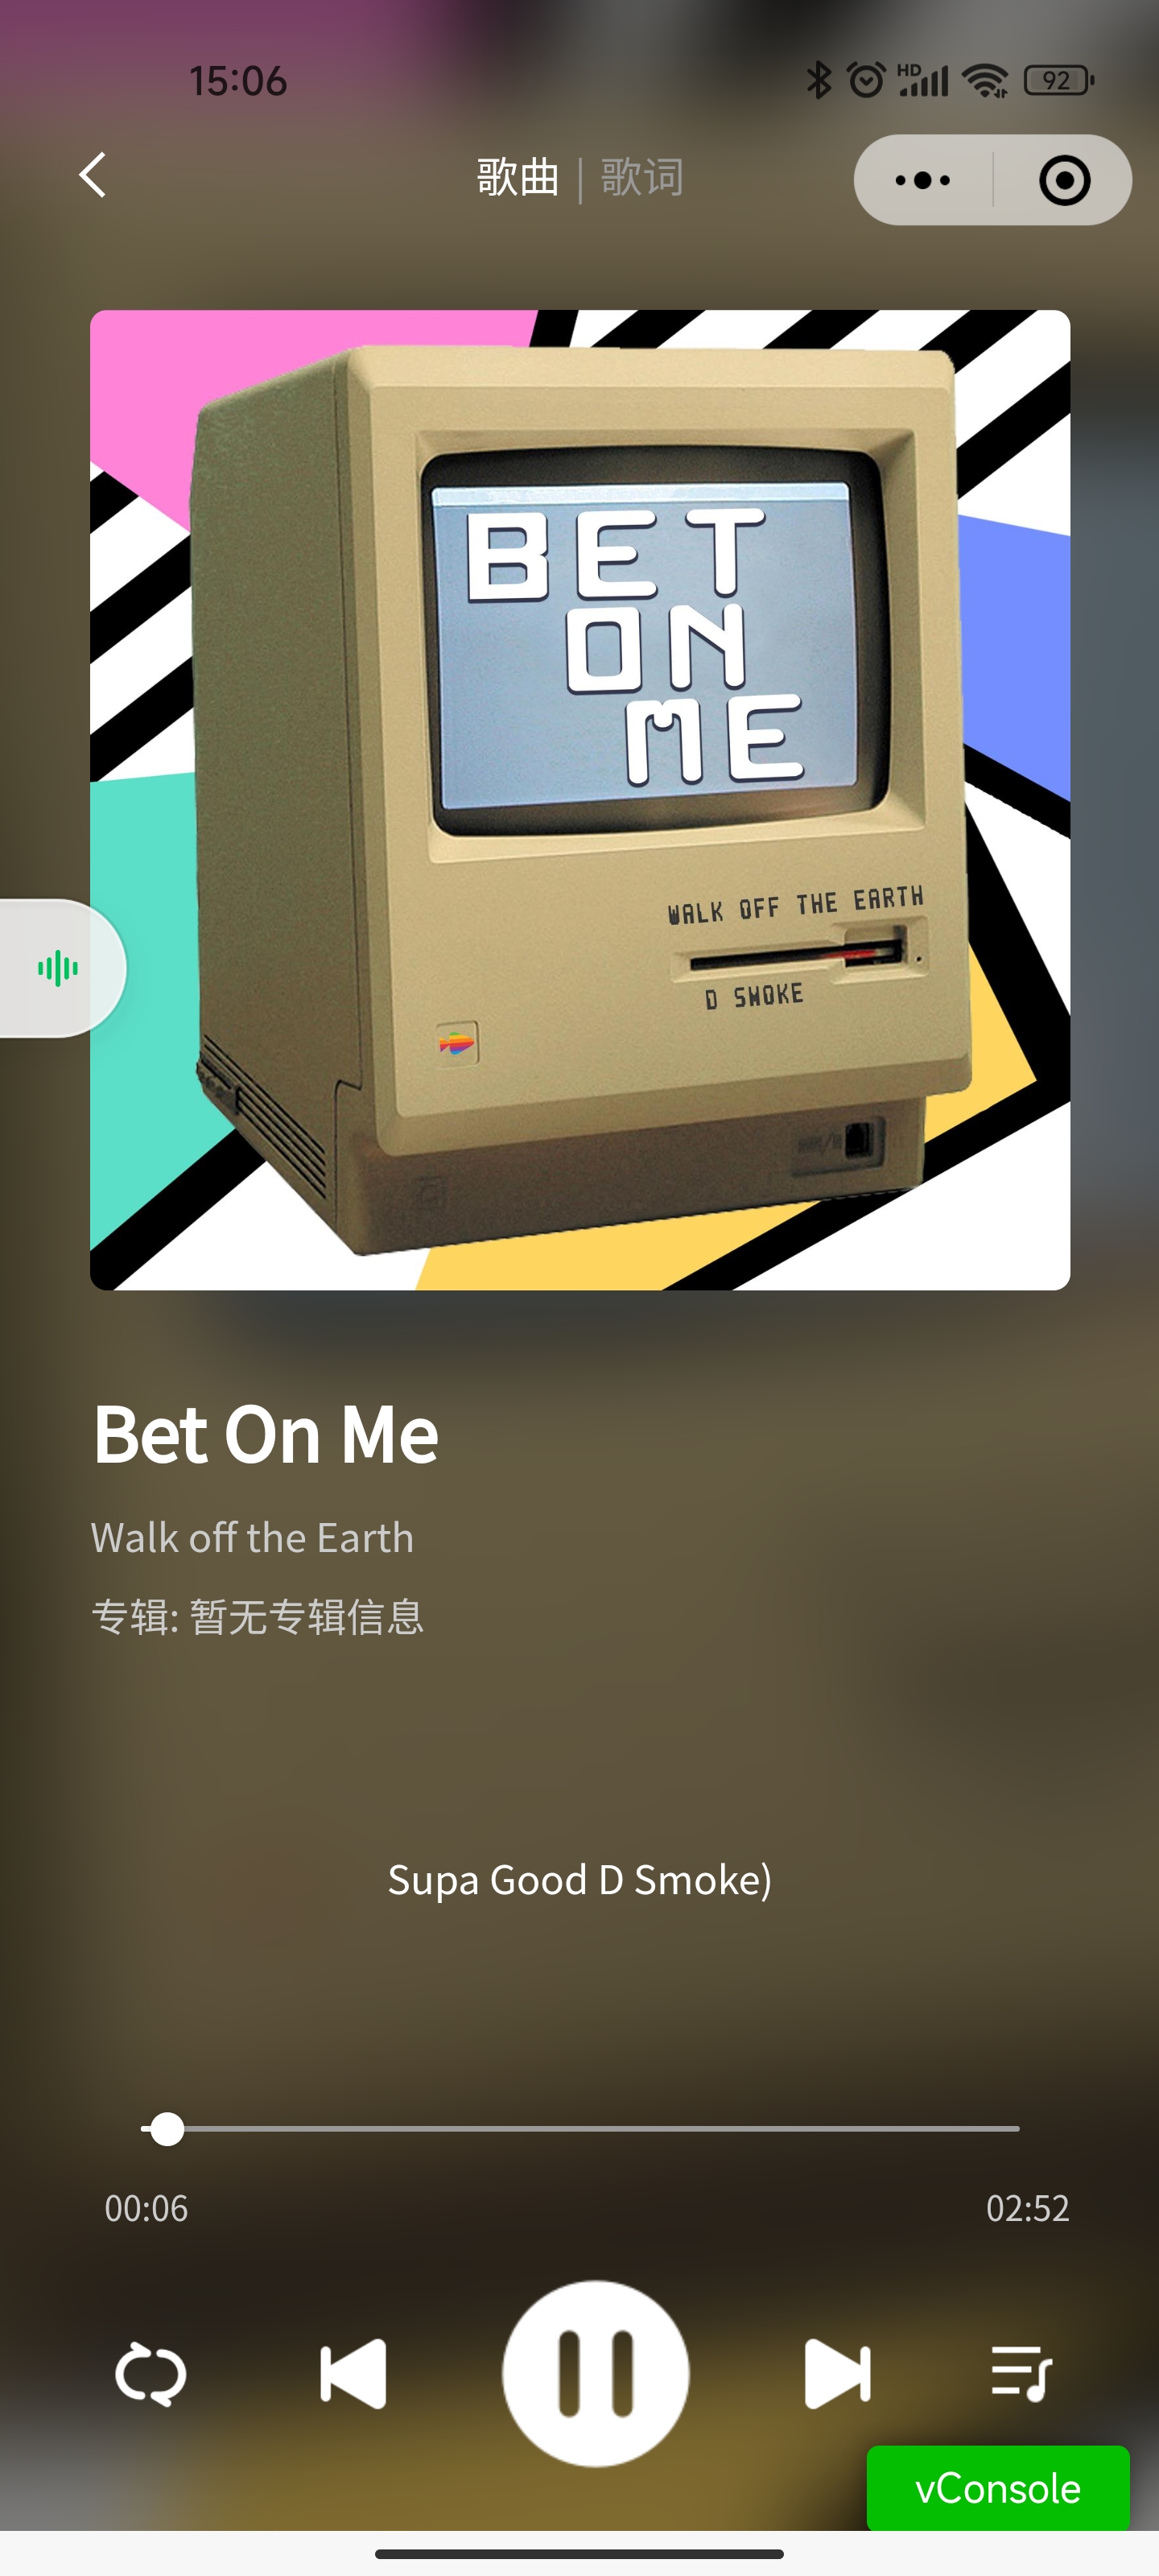 15:06
HD
92
歌曲 | 歌词
BET
ON
ME
WALK OFF THE EARTH
D SMOKE
Bet On Me
Walk off the Earth
专辑: 暂无专辑信息
Supa Good D Smoke)
00:06
02:52
vConsole